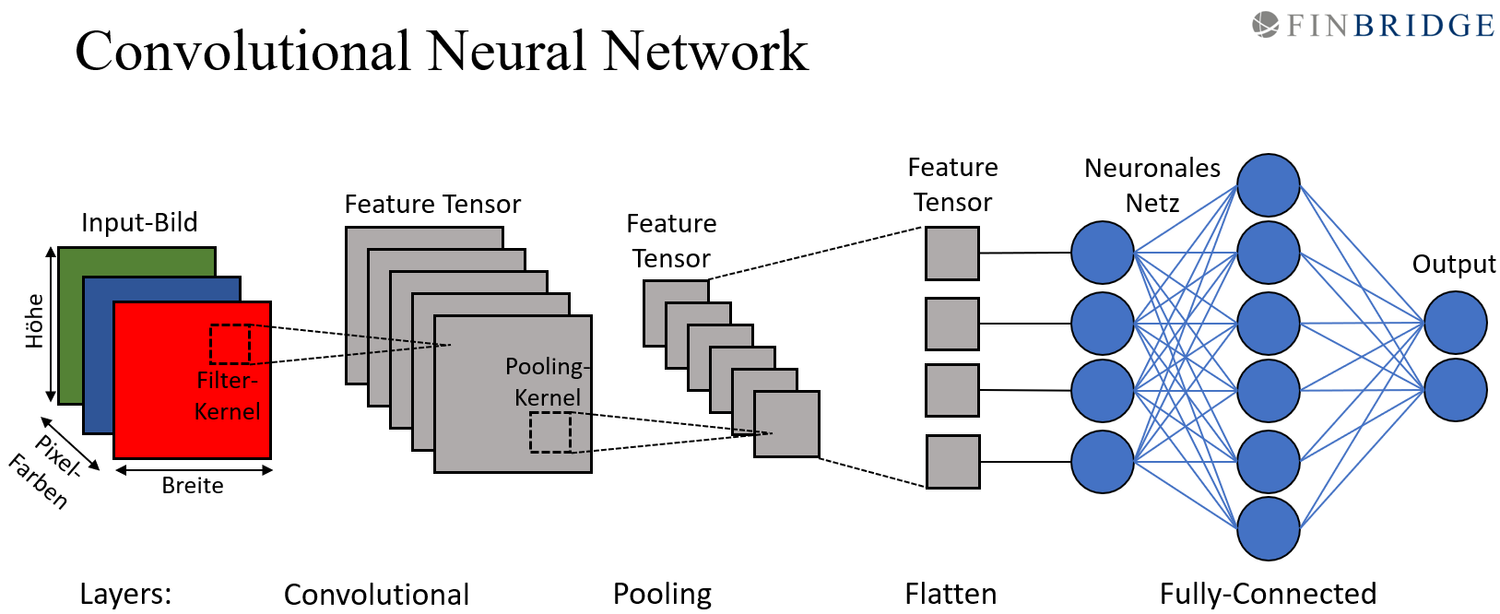 FINBRIDGE
Convolutional Neural Network
Input-Bild
Höhe
Pixel-
Farben
Breite
Filter-
Kernel
Feature Tensor
Pooling-
Kernel
Feature
Tensor
Feature
Tensor
Neuronales
Netz
Output
Layers:
Convolutional
Pooling
Flatten
Fully-Connected